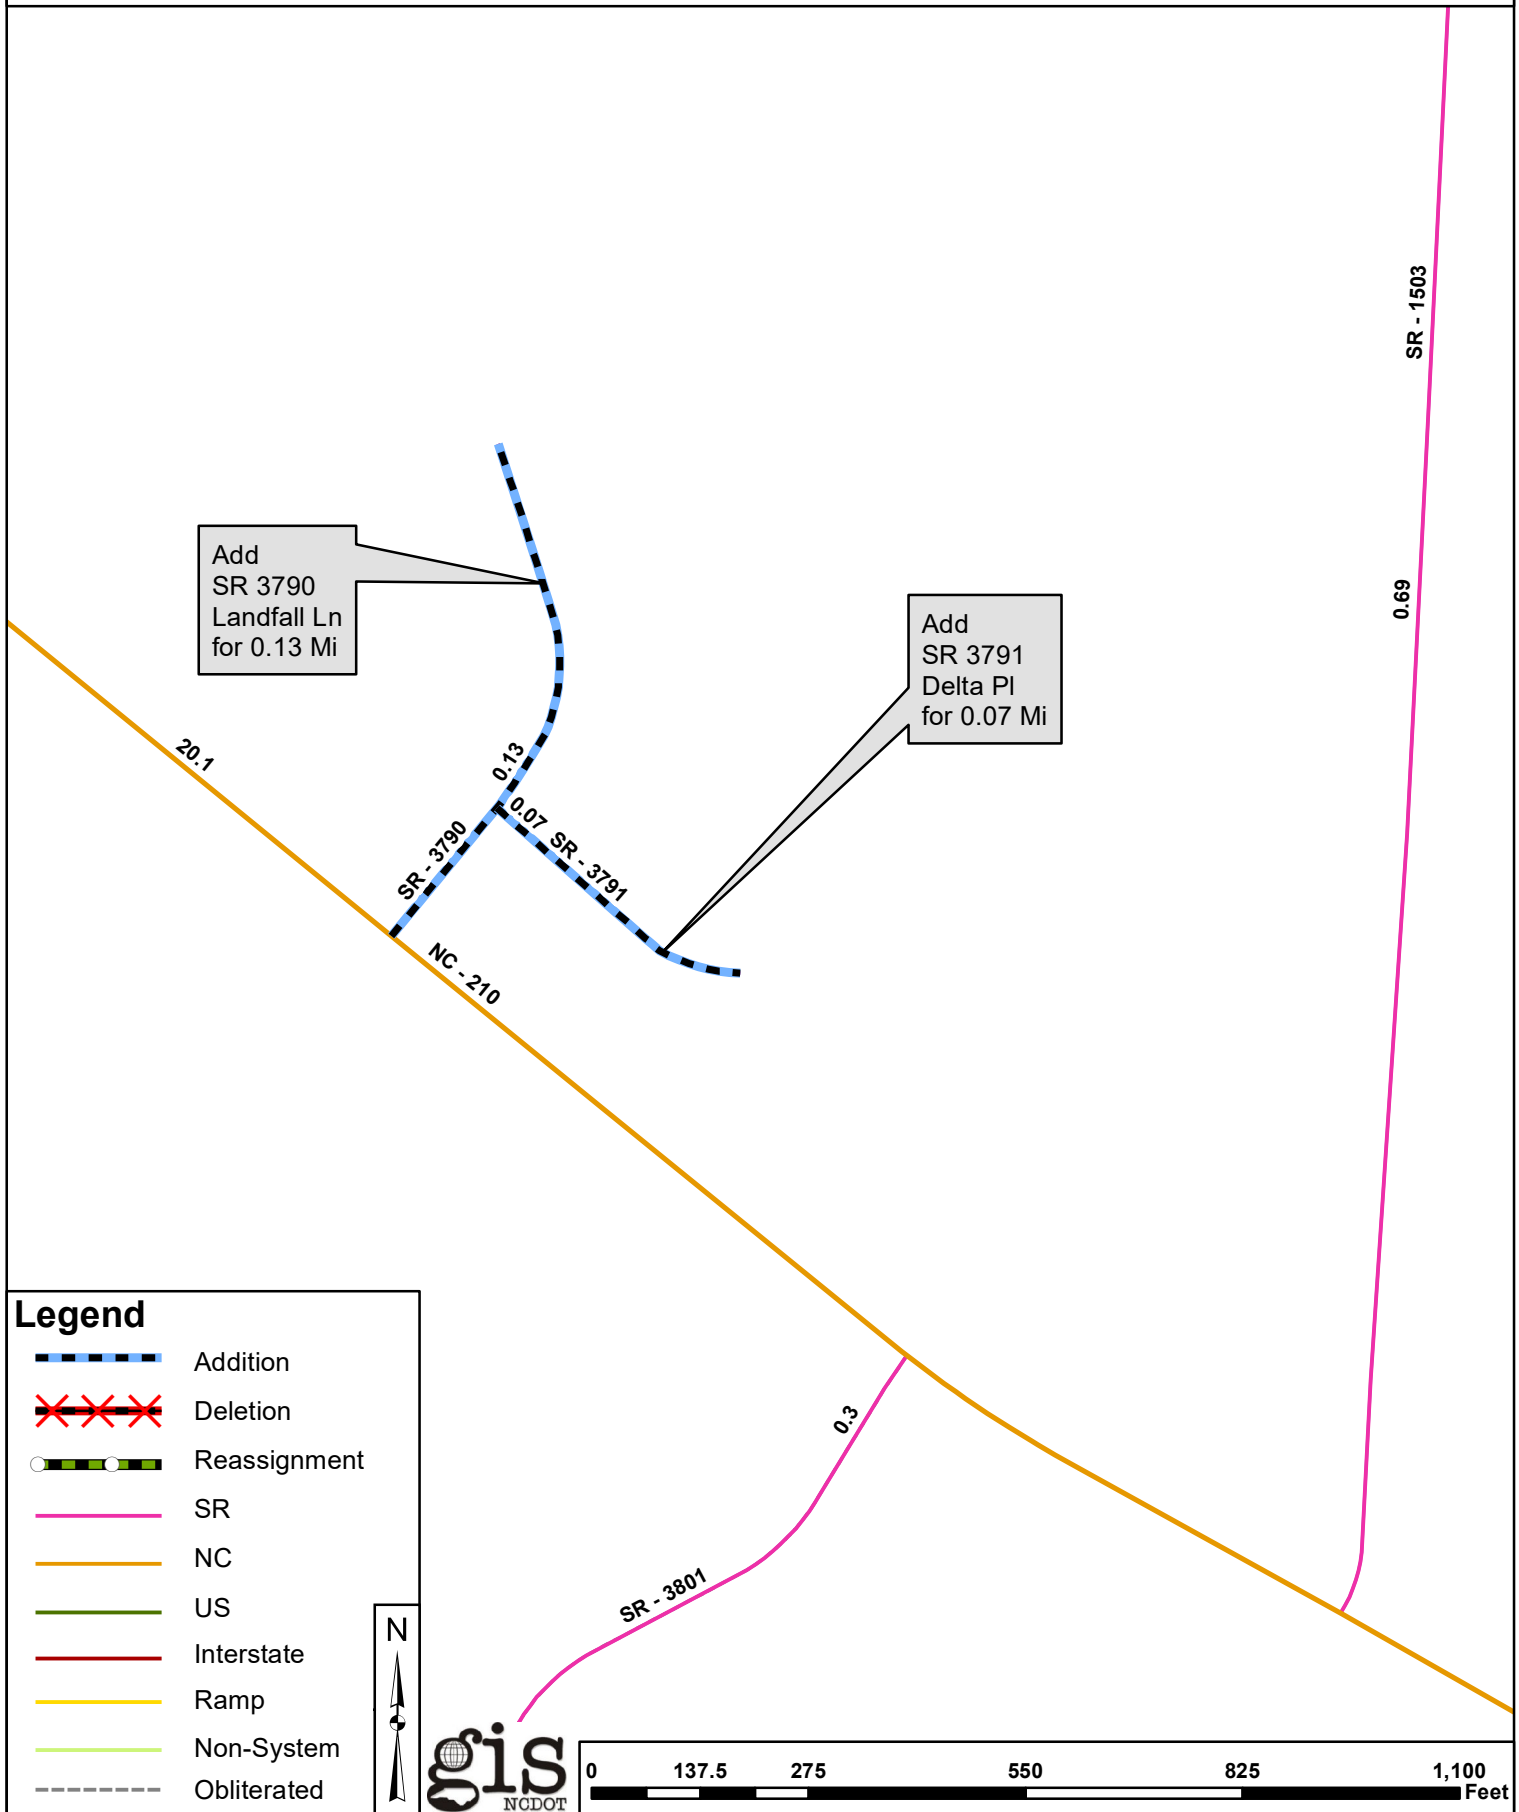 SR - 1503
Add
SR 3790
Landfall Ln
for 0.13 Mi
0.69
Add
SR 3791
Delta Pl
for 0.07 Mi
20.1
0.13
0.07 SR - 3791
SR - 3790
NC - 210
Legend
Addition
Deletion
Reassignment
SR
NC
US
Interstate
Ramp
Non-System
Obliterated
0.3
SR - 3801
N
gis
NCDOT
0 137.5 275 550 825 1,100
Feet